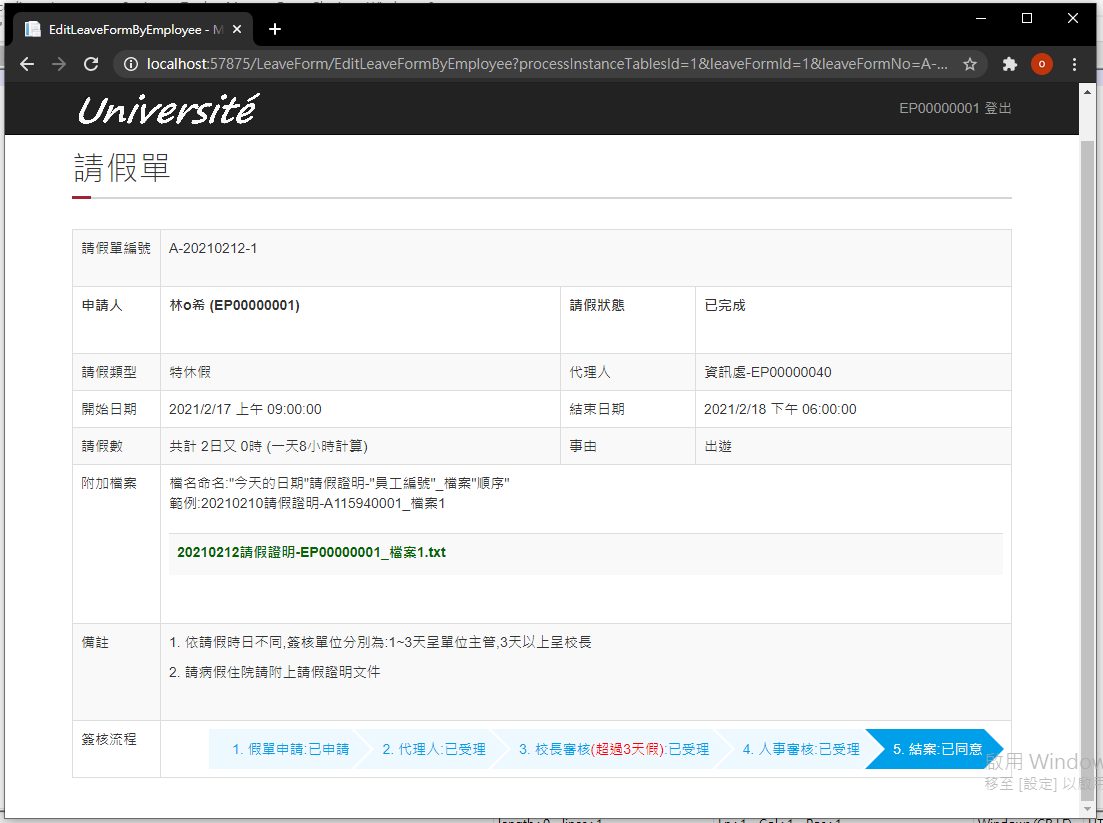 EditLeaveFormByEmployee - M
localhost:57875/LeaveForm/EditLeaveFormByEmployee?processInstanceTablesId=1&leaveFormId=1&leaveFormNo=A-...
Université
EP00000001 登出
請假單
請假單編號 A-20210212-1
申請人 林o希 (EP00000001) 請假狀態 已完成
請假類型 特休假 代理人 資訊處-EP00000040
開始日期 2021/2/17 上午 09:00:00 結束日期 2021/2/18 下午 06:00:00
請假數 共計 2日又 0時 (一天8小時計算) 事由 出遊
附加檔案 檔名命名:"今天的日期"請假證明-"員工編號"_檔案"順序"
範例:20210210請假證明-A115940001_檔案1
20210212請假證明-EP00000001_檔案1.txt
備註 1. 依請假時日不同,簽核單位分別為:1~3天呈單位主管,3天以上呈校長
2. 請病假住院請附上請假證明文件
簽核流程 1. 假單申請:已申請 2. 代理人:已受理 3. 校長審核(超過3天假):已受理 4. 人事審核:已受理 5. 結案:已同意
啟用 Window
移至 [設定] 以啟用